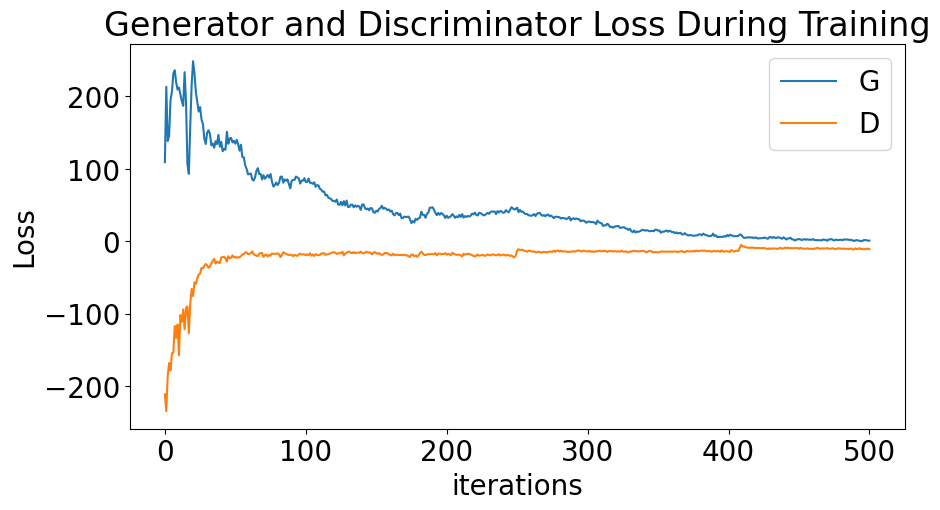 Generator and Discriminator Loss During Training
G
D
Loss
200
100
0
−100
−200
0 100 200 300 400 500
iterations